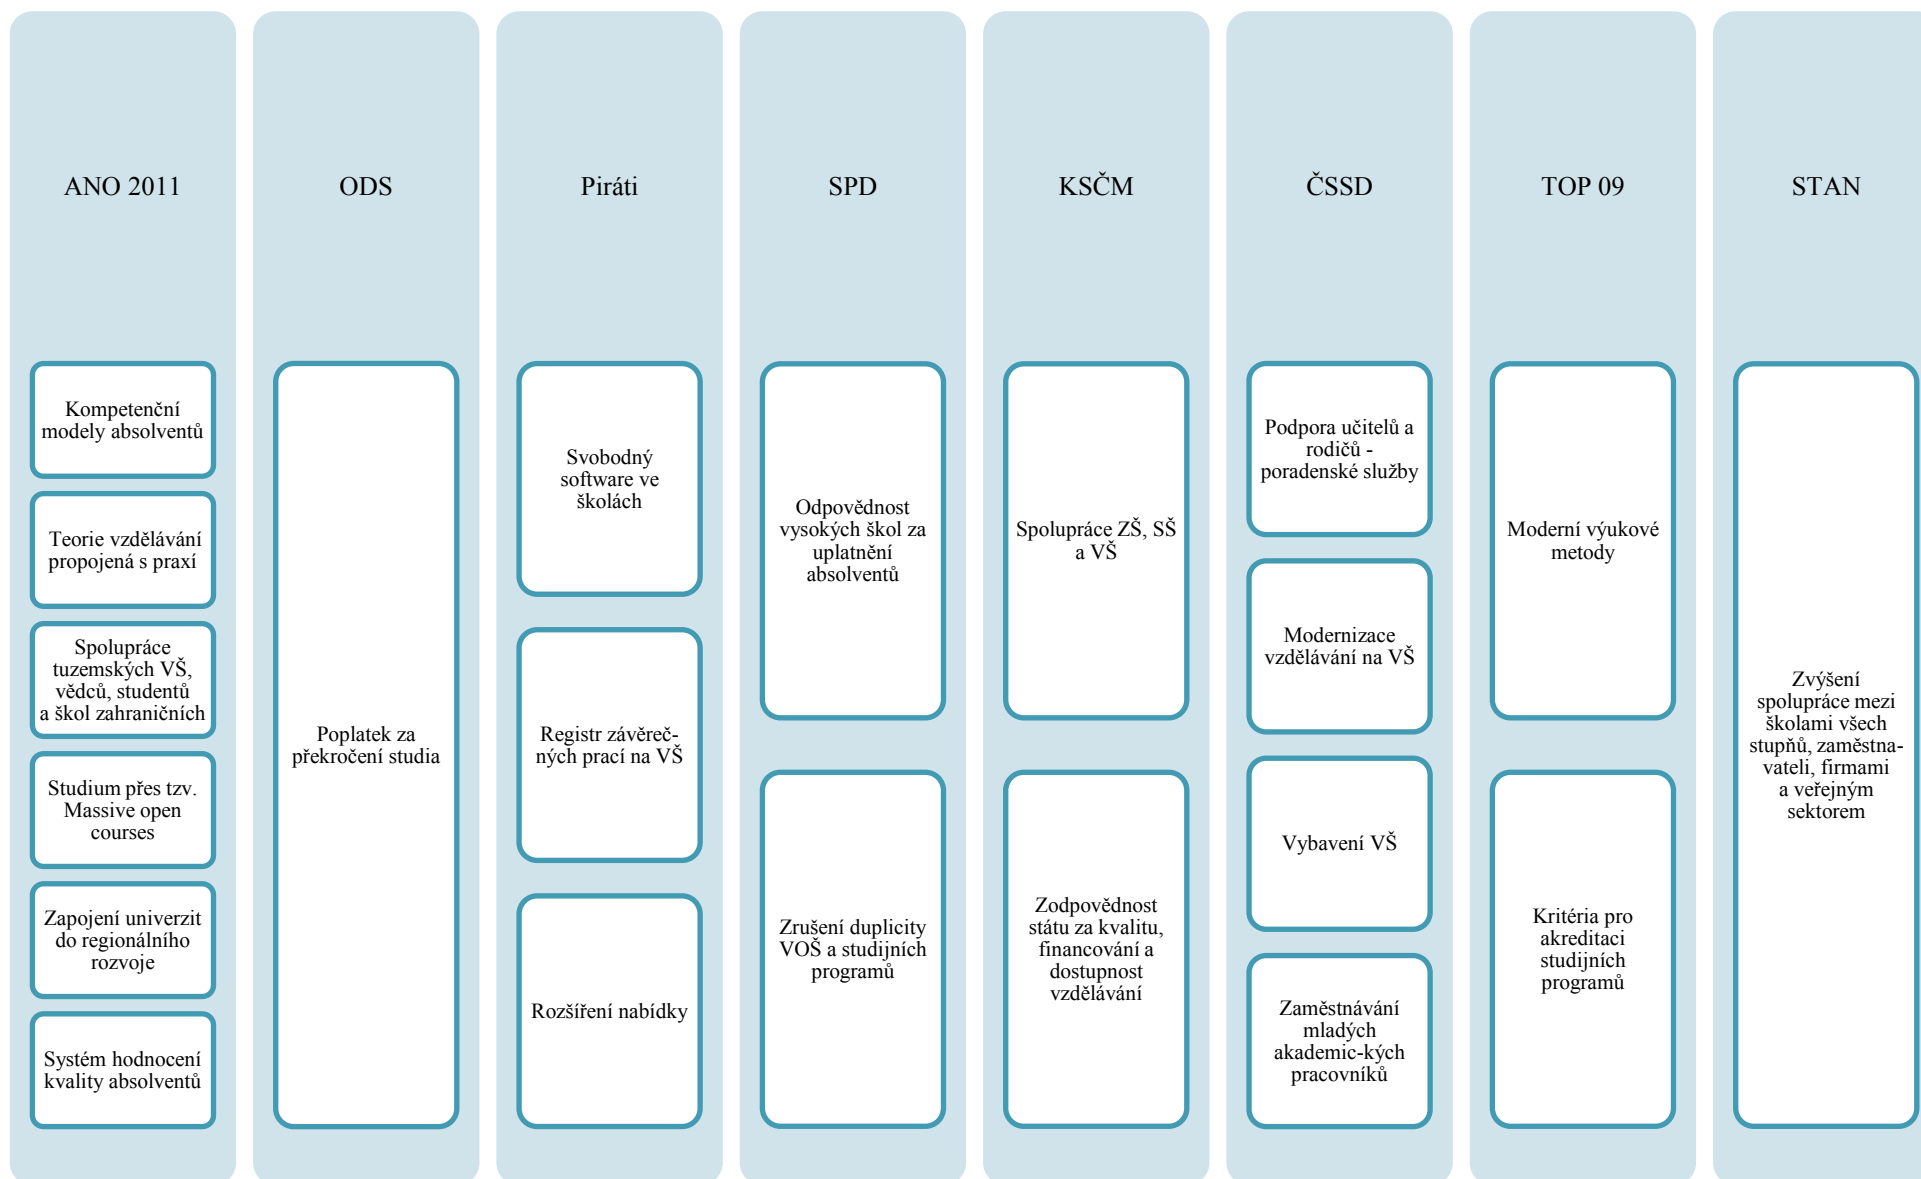 ANO 2011
Kompetenční
modely absolventů
Teorie vzdělávání
propojená s praxí
Spolupráce
tuzemských VŠ,
vědců, studentů
a škol zahraničních
Studium přes tzv.
Massive open
courses
Zapojení univerzit
do regionálního
rozvoje
Systém hodnocení
kvality absolventů
ODS
Poplatek za
překročení studia
Piráti
Svobodný
software ve
školách
Registr závěreč-
ných prací na VŠ
Rozšíření nabídky
SPD
Odpovědnost
vysokých škol za
uplatnění
absolventů
Zrušení duplicity
VOŠ a studijních
programů
KSČM
Spolupráce ZŠ, SŠ
a VŠ
Zodpovědnost
státu za kvalitu,
financování a
dostupnost
vzdělávání
ČSSD
Podpora učitelů a
rodičů -
poradenské služby
Modernizace
vzdělávání na VŠ
Vybavení VŠ
Zaměstnávání
mladých
akademic-kých
pracovníků
TOP 09
Moderní výukové
metody
Kritéria pro
akreditaci
studijních
programů
STAN
Zvýšení
spolupráce mezi
školami všech
stupňů, zaměstna-
vateli, firmami
a veřejným
sektorem